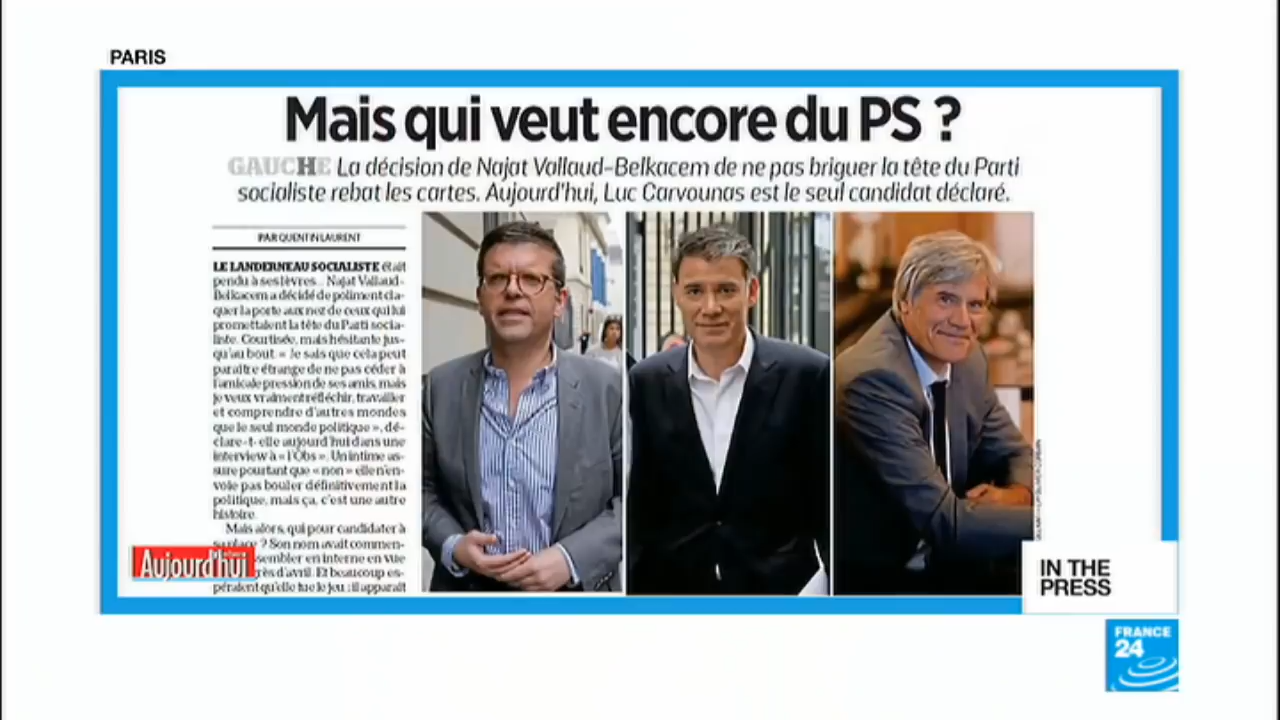 PARIS
Mais qui veut encore du PS ?
GAUCHE La décision de Najat Vallaud-Belkacem de ne pas briguer la tête du Parti
socialiste rebat les cartes. Aujourd'hui, Luc Carvounas est le seul candidat déclaré.
PAR QUENTIN LAURENT
LE LANDERNEAU SOCIALISTE était
pendu à ses lèvres... Najat Vallaud-
Belkacem a décidé de poliment cla-
quer la porte aux nez de ceux qui lui
promettaient la tête du Parti socia-
liste. Courtisée, mais hésitante jus-
qu'au bout. « Je sais que cela peut
paraître étrange de ne pas céder à
l'amicale pression de ses amis, mais
je veux vraiment réfléchir, travailler
et comprendre d'autres mondes
que le seul monde politique », dé-
clare-t-elle aujourd'hui dans une
interview à « l'Obs ». Un intime as-
sure pourtant que « non » elle n'en-
voie pas bouler définitivement la
politique, mais ça, c'est une autre
histoire.
Mais alors, qui pour candidater à
sa place ? Son nom avait commen-
sembler en interne en vue
d'avril. Et beaucoup es-
péraient qu'elle tue le jeu : il apparaît
Aujourd'hui
IN THE
PRESS
FRANCE
24